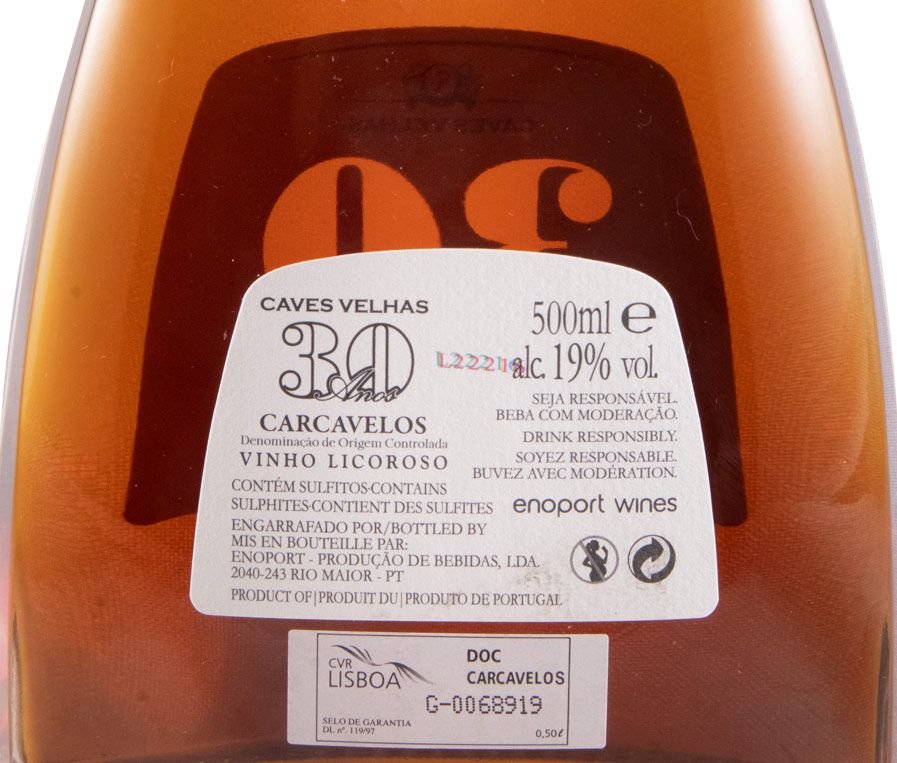 CAVES VELHAS
30
Anos
CARCAVELOS
Denominação de Origem Controlada
VINHO LICOROSO
500ml e
alc. 19% vol.
SEJA RESPONSÁVEL.
BEBA COM MODERAÇÃO.
DRINK RESPONSIBLY.
SOYEZ RESPONSABLE.
BUVEZ AVEC MODÉRATION.
enoport wines
CONTÉM SULFITOS·CONTAINS
SULPHITES·CONTIENT DES SULFITES
ENGARRAFADO POR/BOTTLED BY
MIS EN BOUTEILLE PAR:
ENOPORT - PRODUÇÃO DE BEBIDAS, LDA.
2040-243 RIO MAIOR - PT
PRODUCT OF|PRODUIT DU|PRODUTO DE PORTUGAL
CVR
LISBOA
DOC
CARCAVELOS
G-0068919
SELO DE GARANTIA
DL nº. 119/97
0,50ℓ
30
CAVES VELHAS